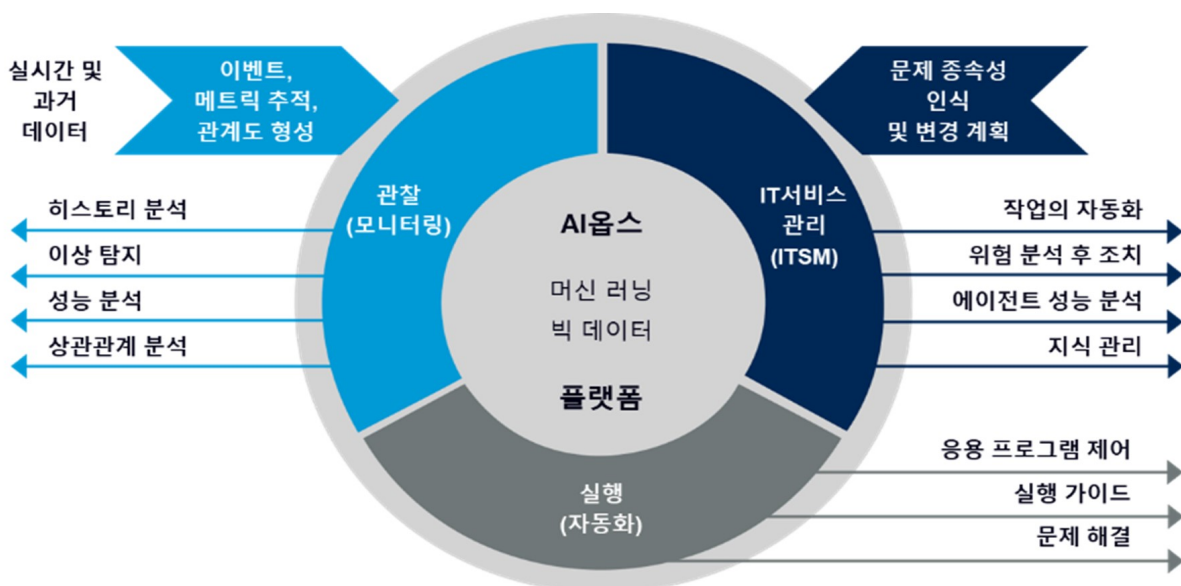 실시간 및
과거
데이터
이벤트,
메트릭 추적,
관계도 형성
문제 종속성
인식
및 변경 계획
관찰
(모니터링)
히스토리 분석
이상 탐지
성능 분석
상관관계 분석
AI옵스
머신 러닝
빅 데이터
플랫폼
IT서비스
관리
(ITSM)
작업의 자동화
위험 분석 후 조치
에이전트 성능 분석
지식 관리
실행
(자동화)
응용 프로그램 제어
실행 가이드
문제 해결